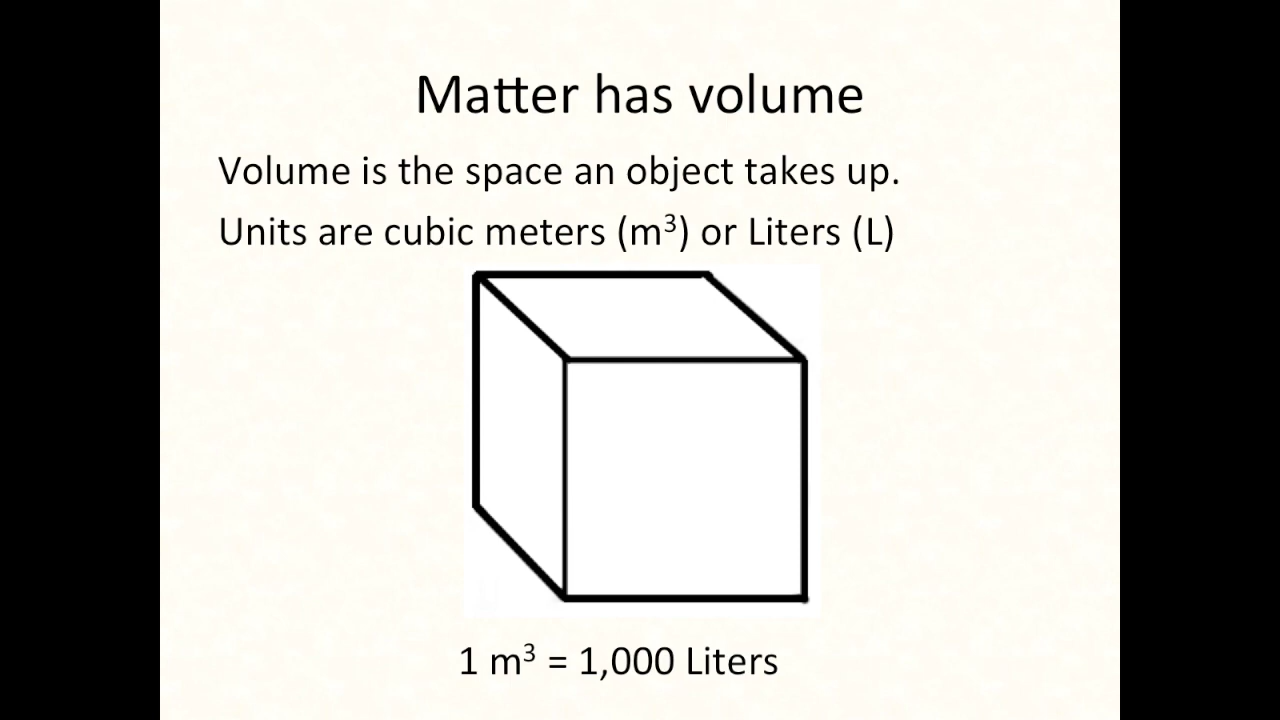 Matter has volume
Volume is the space an object takes up.
Units are cubic meters (m³) or Liters (L)
1 m³ = 1,000 Liters